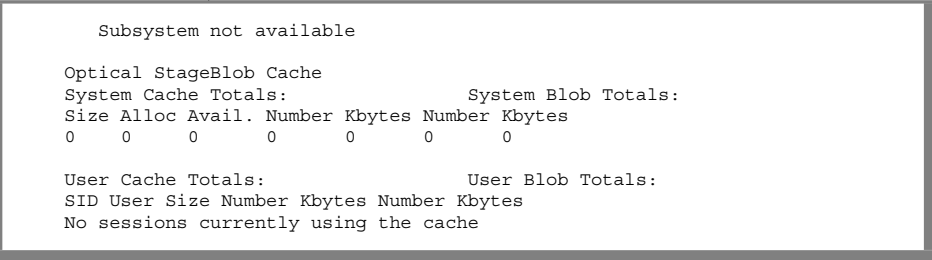 Subsystem not available
Optical StageBlob Cache
System Cache Totals: System Blob Totals:
Size Alloc Avail. Number Kbytes Number Kbytes
0 0 0 0 0 0 0
User Cache Totals: User Blob Totals:
SID User Size Number Kbytes Number Kbytes
No sessions currently using the cache